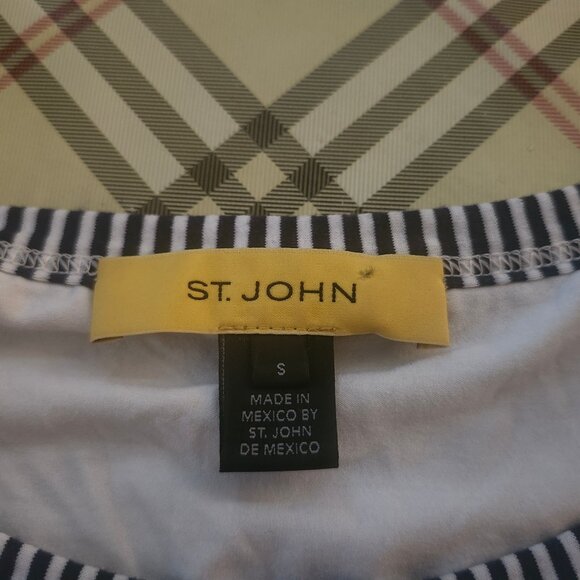 ST. JOHN
S
MADE IN
MEXICO BY
ST. JOHN
DE MEXICO